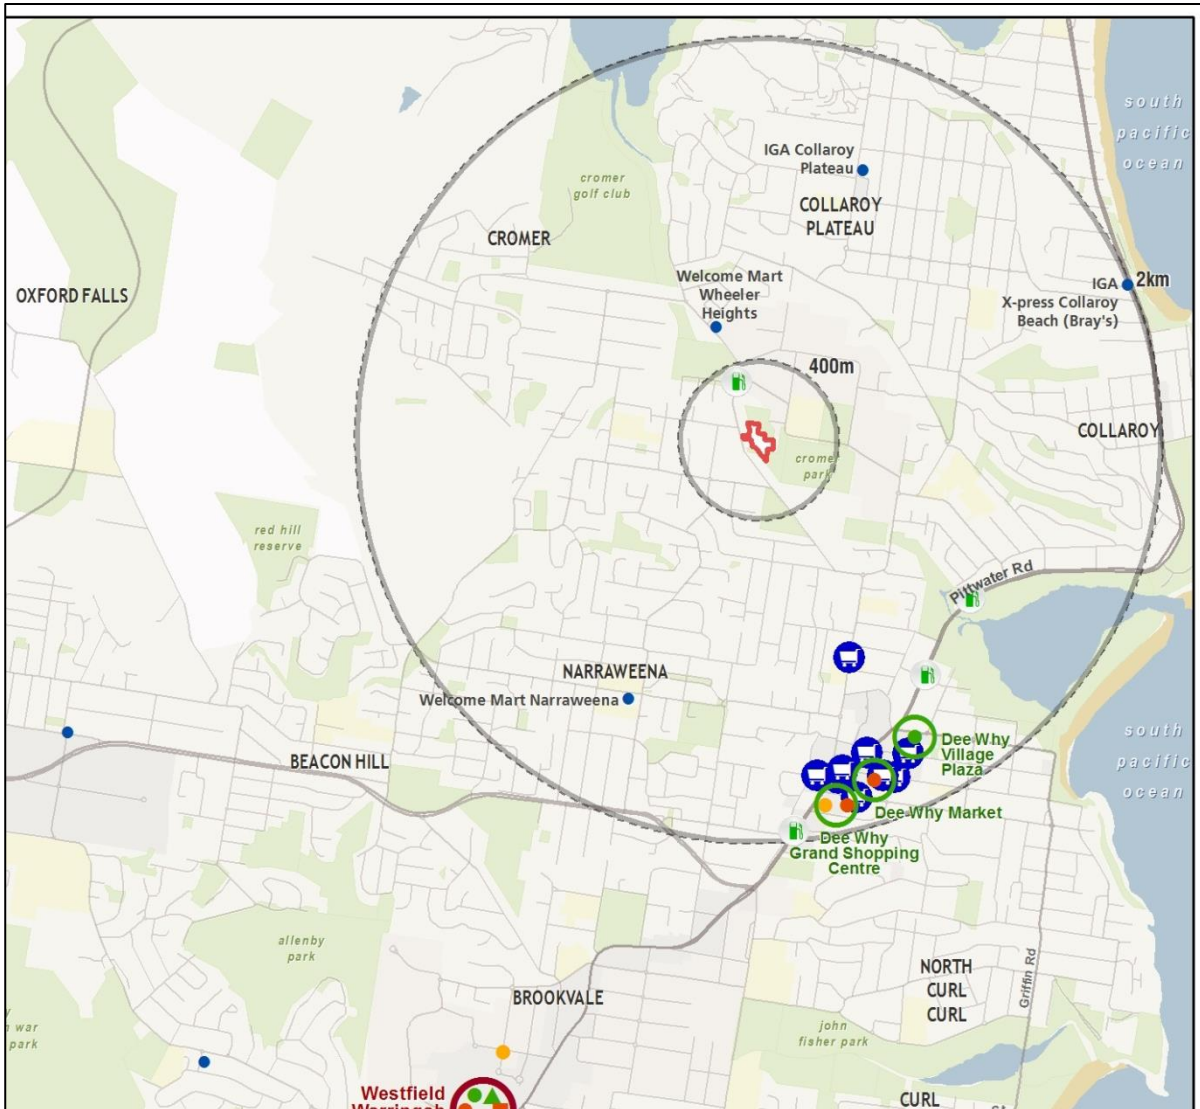 south
pacific
ocean
IGA Collaroy
Plateau
cromer
golf club
COLLAROY
PLATEAU
CROMER
OXFORD FALLS
Welcome Mart
Wheeler
Heights
IGA
X-press Collaroy
Beach (Bray's)
2km
400m
COLLAROY
cromer
park
red hill
reserve
Pittwater Rd
NARRAWEENA
Welcome Mart Narraweena
BEACON HILL
Dee Why
Village
Plaza
south
pacific
ocean
Dee Why Market
Dee Why
Grand Shopping
Centre
allenby
park
NORTH
CURL
CURL
Griffin Rd
BROOKVALE
john
fisher park
war
park
Westfield
Warringah
CURL
St